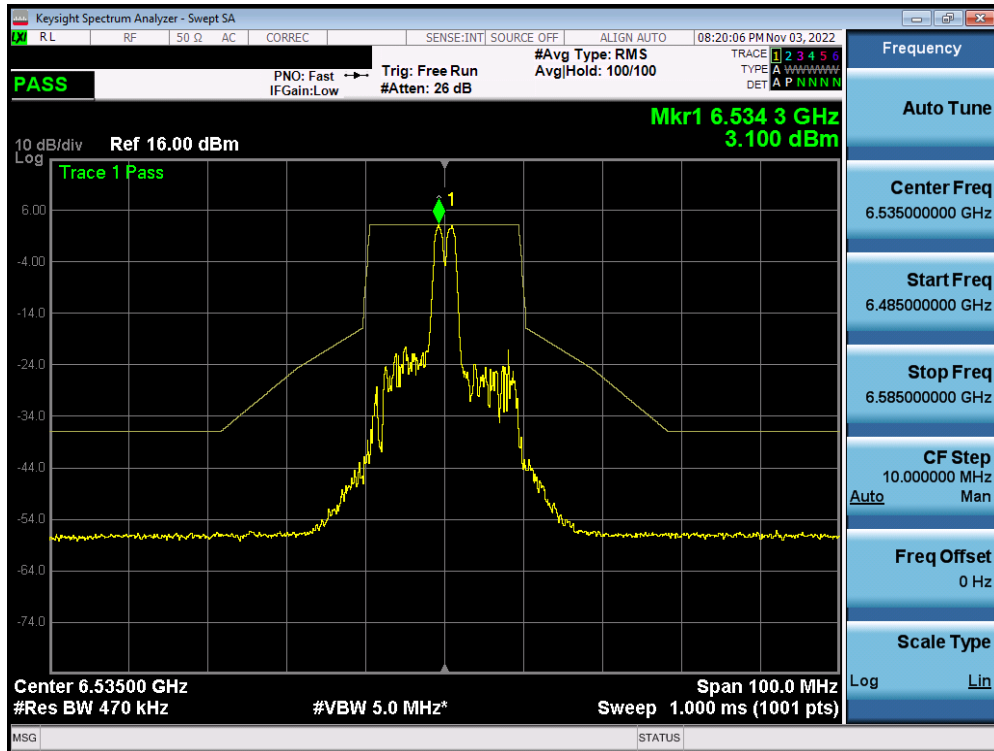 Keysight Spectrum Analyzer - Swept SA
LXI RL RF 50 Ω AC CORREC SENSE:INT SOURCE OFF ALIGN AUTO 08:20:06 PM Nov 03, 2022
PASS
PNO: Fast
IFGain:Low
Trig: Free Run
#Atten: 26 dB
#Avg Type: RMS
Avg|Hold: 100/100
TRACE 1 2 3 4 5 6
TYPE A WWWWW
DET A P N N N N
Mkr1 6.534 3 GHz
3.100 dBm
10 dB/div Ref 16.00 dBm
Log
Trace 1 Pass
1
6.00
-4.00
-14.0
-24.0
-34.0
-44.0
-54.0
-64.0
-74.0
Center 6.53500 GHz Span 100.0 MHz
#Res BW 470 kHz #VBW 5.0 MHz* Sweep 1.000 ms (1001 pts)
MSG STATUS
Frequency
Auto Tune
Center Freq
6.535000000 GHz
Start Freq
6.485000000 GHz
Stop Freq
6.585000000 GHz
CF Step
10.000000 MHz
Auto Man
Freq Offset
0 Hz
Scale Type
Log Lin